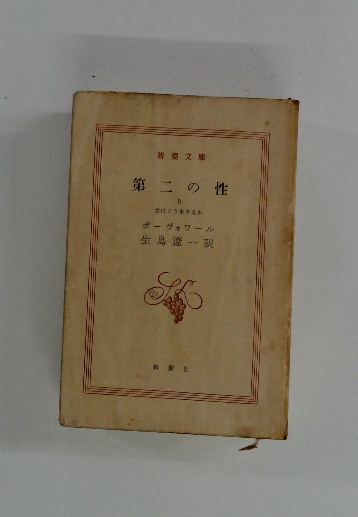 新潮文庫
第二の性
II
女はどう生きるか
ボーヴォワール
生島遼一訳
新潮社